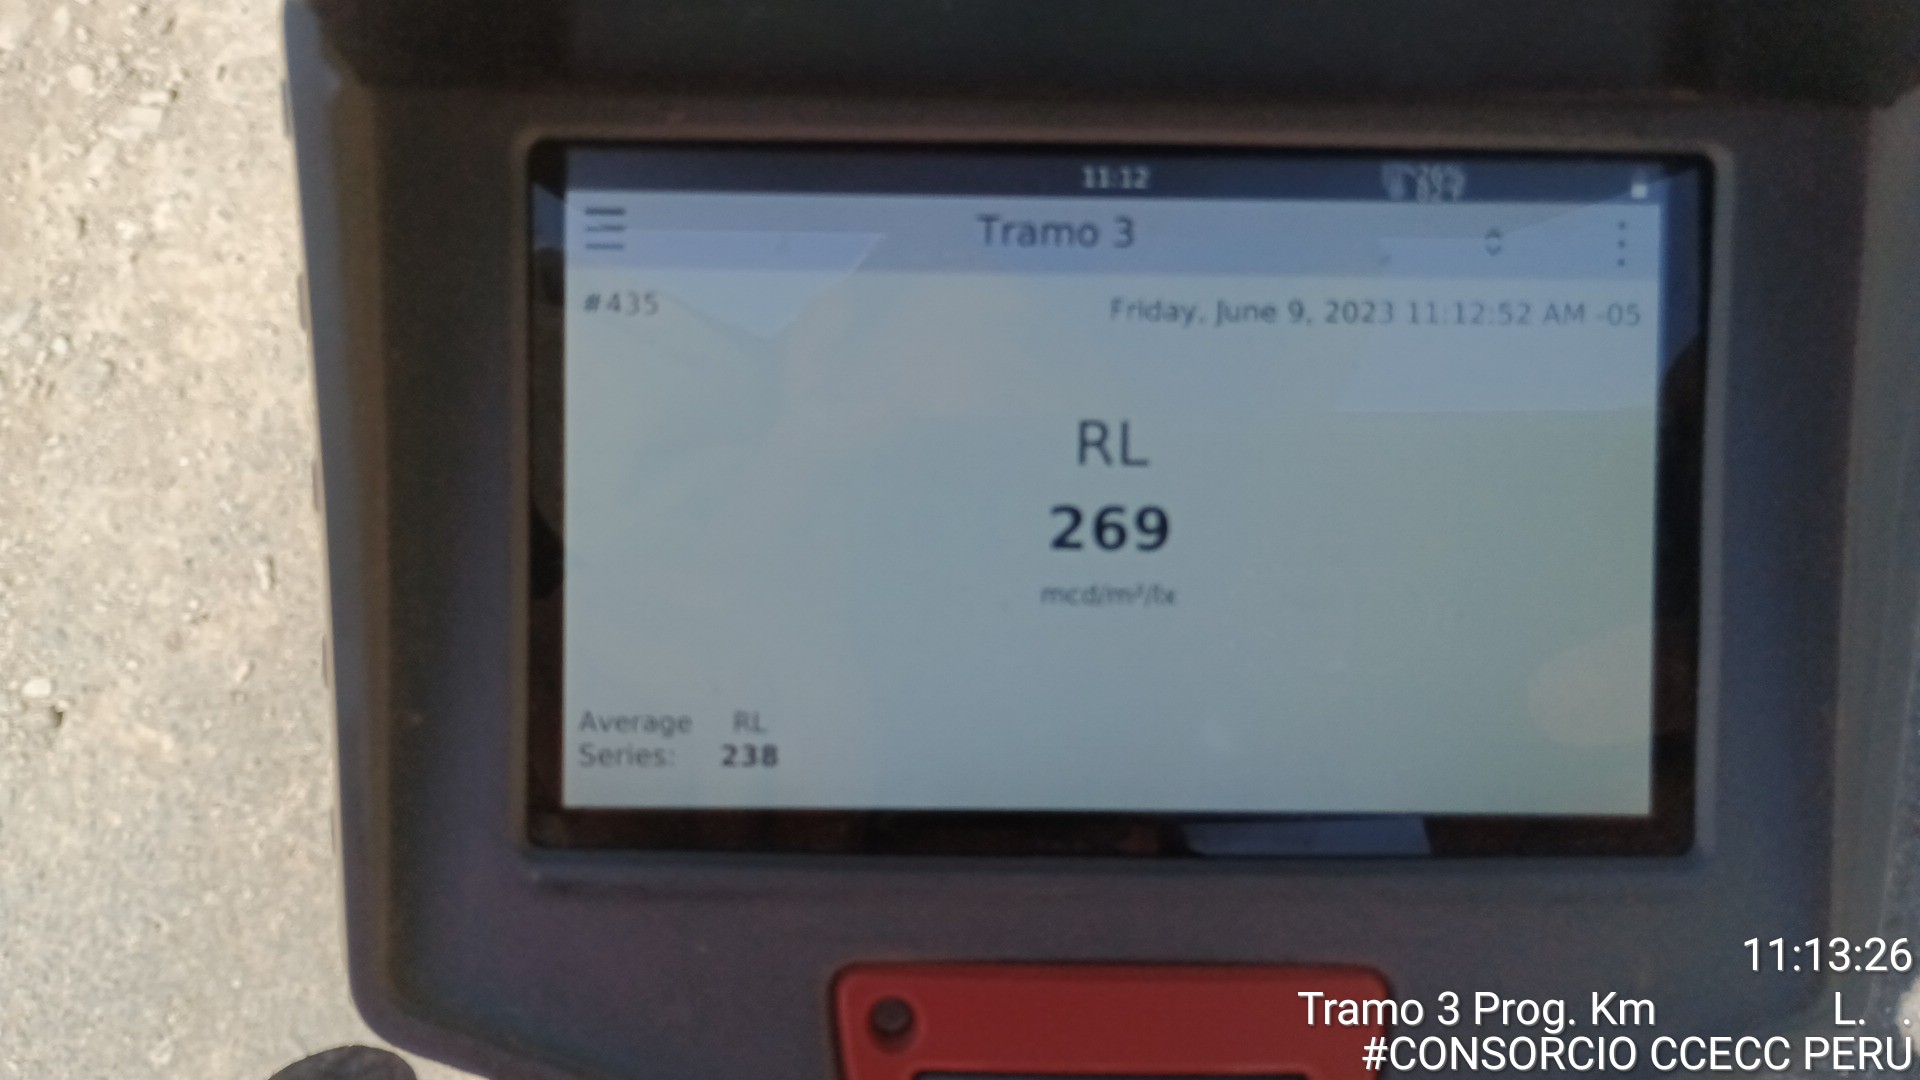 11:12
Tramo 3
#435
Friday, June 9, 2023 11:12:52 AM -05
RL
269
mcd/m²/lx
Average RL
Series: 238
11:13:26
Tramo 3 Prog. Km L. .
#CONSORCIO CCECC PERU